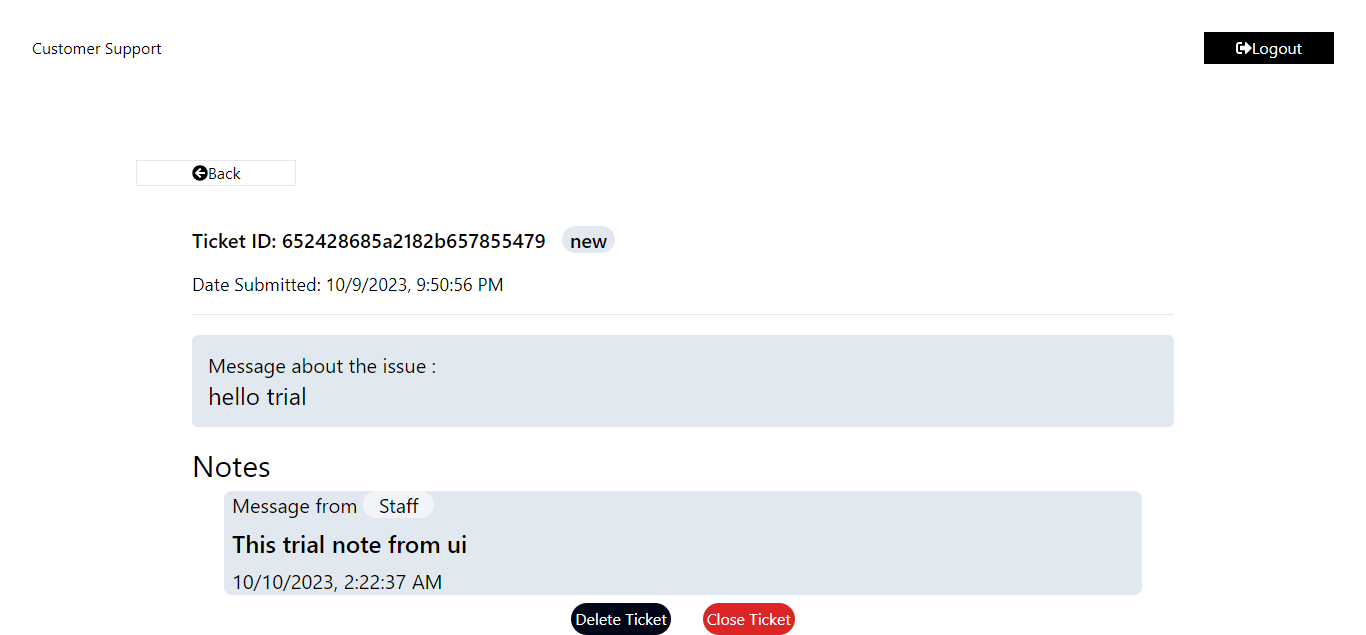 Customer Support
Logout
Back
Ticket ID: 652428685a2182b657855479 new
Date Submitted: 10/9/2023, 9:50:56 PM
Message about the issue :
hello trial
Notes
Message from Staff
This trial note from ui
10/10/2023, 2:22:37 AM
Delete Ticket Close Ticket